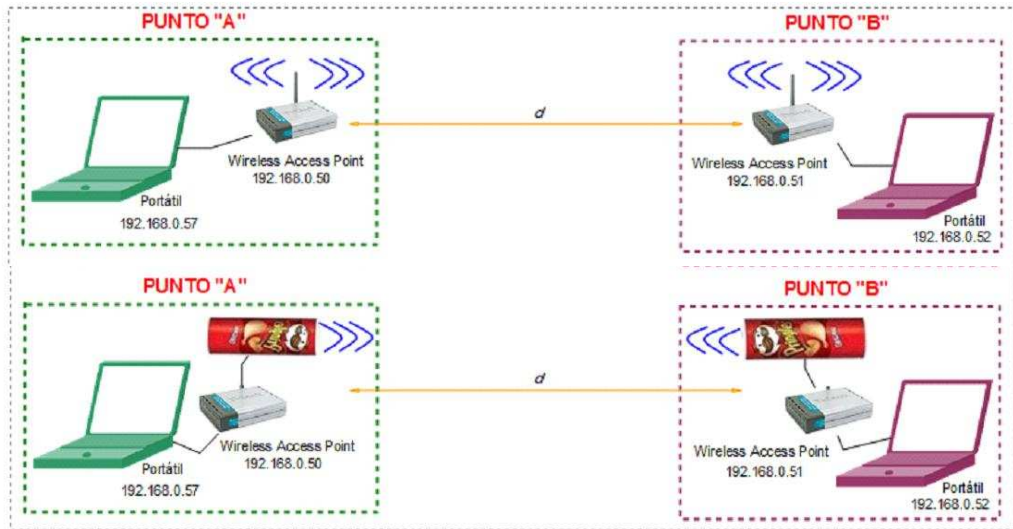 PUNTO "A"
PUNTO "B"
d
Wireless Access Point
192.168.0.50
Portátil
192.168.0.57
Wireless Access Point
192.168.0.51
Portátil
192.168.0.52
PUNTO "A"
PUNTO "B"
Pringles
Pringles
d
Wireless Access Point
192.168.0.50
Portátil
192.168.0.57
Wireless Access Point
192.168.0.51
Portátil
192.168.0.52